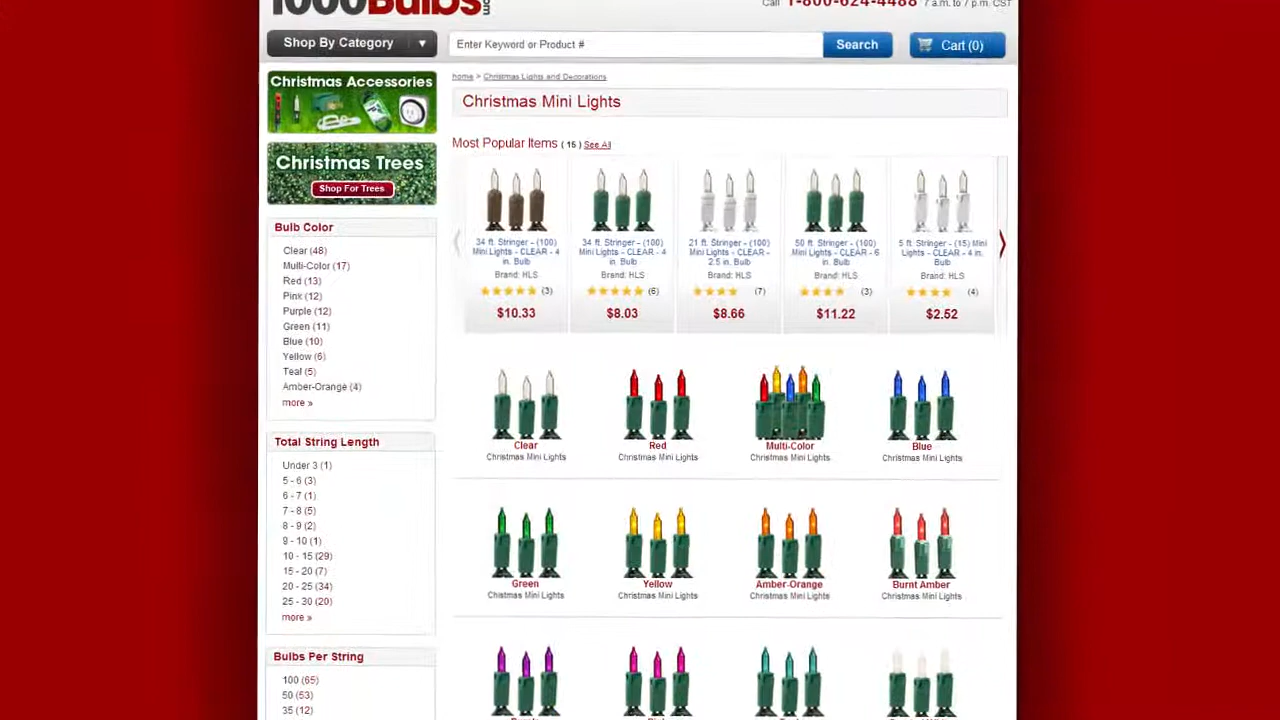 1000Bulbs.com
Call 1-800-624-4488 7 a.m. to 7 p.m. CST
Shop By Category
Enter Keyword or Product #
Search
Cart (0)
Christmas Accessories
Christmas Trees
Shop For Trees
home > Christmas Lights and Decorations
Christmas Mini Lights
Most Popular Items ( 15 ) See All
34 ft. Stringer - (100)
Mini Lights - CLEAR - 4
in. Bulb
Brand: HLS
(3)
$10.33
34 ft. Stringer - (100)
Mini Lights - CLEAR - 4
in. Bulb
Brand: HLS
(6)
$8.03
21 ft. Stringer - (100)
Mini Lights - CLEAR -
2.5 in. Bulb
Brand: HLS
(7)
$8.66
50 ft. Stringer - (100)
Mini Lights - CLEAR - 6
in. Bulb
Brand: HLS
(3)
$11.22
5 ft. Stringer - (15) Mini
Lights - CLEAR - 4 in.
Bulb
Brand: HLS
(4)
$2.52
Bulb Color
Clear (48)
Multi-Color (17)
Red (13)
Pink (12)
Purple (12)
Green (11)
Blue (10)
Yellow (6)
Teal (5)
Amber-Orange (4)
more »
Total String Length
Under 3 (1)
5 - 6 (3)
6 - 7 (1)
7 - 8 (5)
8 - 9 (2)
9 - 10 (1)
10 - 15 (29)
15 - 20 (7)
20 - 25 (34)
25 - 30 (20)
more »
Bulbs Per String
100 (65)
50 (53)
35 (12)
Clear
Christmas Mini Lights
Red
Christmas Mini Lights
Multi-Color
Christmas Mini Lights
Blue
Christmas Mini Lights
Green
Christmas Mini Lights
Yellow
Christmas Mini Lights
Amber-Orange
Christmas Mini Lights
Burnt Amber
Christmas Mini Lights